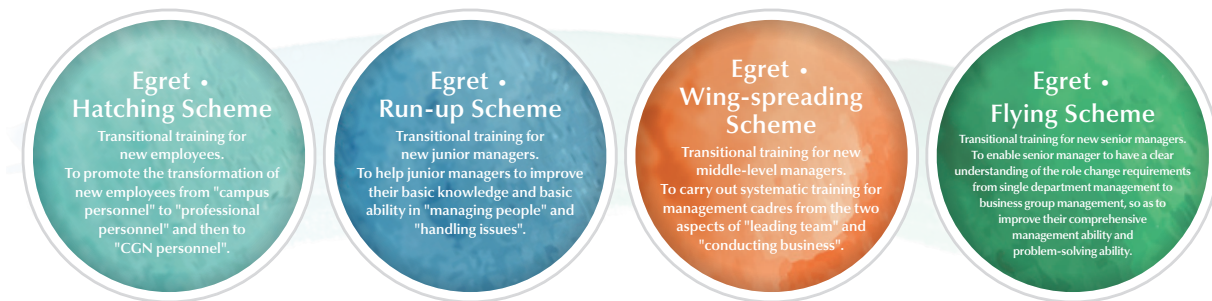 Egret •
Hatching Scheme
Transitional training for
new employees.
To promote the transformation of
new employees from "campus
personnel" to "professional
personnel" and then to
"CGN personnel".
Egret •
Run-up Scheme
Transitional training for
new junior managers.
To help junior managers to improve
their basic knowledge and basic
ability in "managing people" and
"handling issues".
Egret •
Wing-spreading
Scheme
Transitional training for new
middle-level managers.
To carry out systematic training for
management cadres from the two
aspects of "leading team" and
"conducting business".
Egret •
Flying Scheme
Transitional training for new senior managers.
To enable senior manager to have a clear
understanding of the role change requirements
from single department management to
business group management, so as to
improve their comprehensive
management ability and
problem-solving ability.